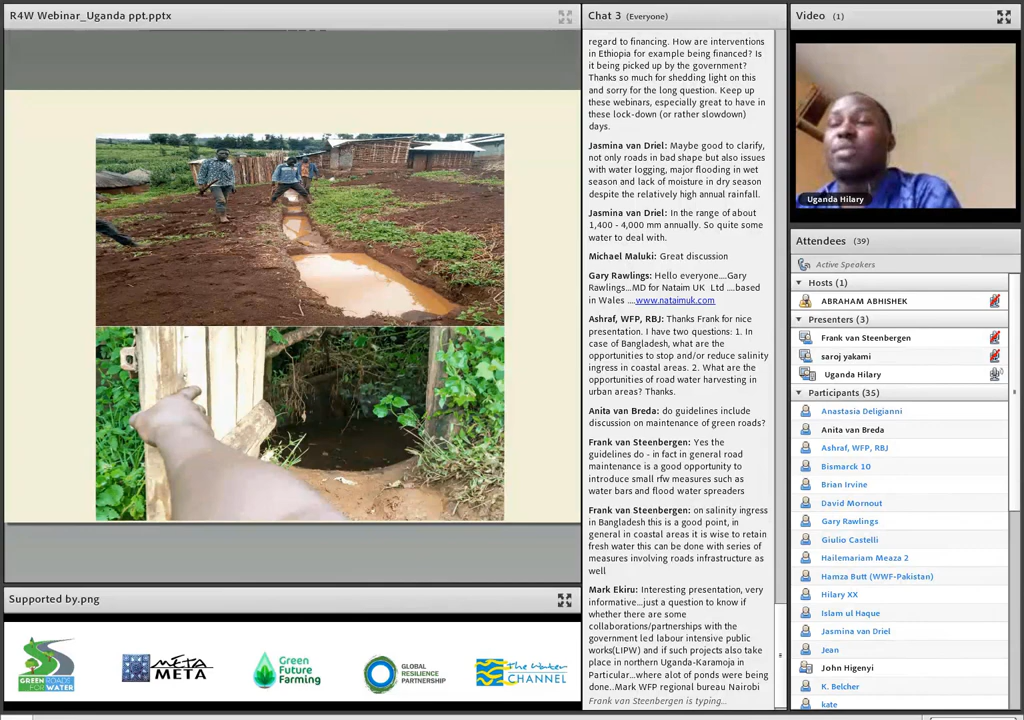 R4W Webinar_Uganda ppt.pptx
Supported by.png
GREEN ROADS
FOR WATER
META
META
Green
Future
Farming
GLOBAL
RESILIENCE
PARTNERSHIP
The Water
CHANNEL
Chat 3 (Everyone)
regard to financing. How are interventions
in Ethiopia for example being financed? Is
it being picked up by the government?
Thanks so much for shedding light on this
and sorry for the long question. Keep up
these webinars, especially great to have in
these lock-down (or rather slowdown)
days.
Jasmina van Driel: Maybe good to clarify,
not only roads in bad shape but also issues
with water logging, major flooding in wet
season and lack of moisture in dry season
despite the relatively high annual rainfall.
Jasmina van Driel: In the range of about
1,400 - 4,000 mm annually. So quite some
water to deal with.
Michael Maluki: Great discussion
Gary Rawlings: Hello everyone....Gary
Rawlings...MD for Nataim UK Ltd ....based
in Wales ....www.nataimuk.com
Ashraf, WFP, RBJ: Thanks Frank for nice
presentation. I have two questions: 1. In
case of Bangladesh, what are the
opportunities to stop and/or reduce salinity
ingress in coastal areas. 2. What are the
opportunities of road water harvesting in
urban areas? Thanks.
Anita van Breda: do guidelines include
discussion on maintenance of green roads?
Frank van Steenbergen: Yes the
guidelines do - in fact in general road
maintenance is a good opportunity to
introduce small rfw measures such as
water bars and flood water spreaders
Frank van Steenbergen: on salinity ingress
in Bangladesh this is a good point, in
general in coastal areas it is wise to retain
fresh water this can be done with series of
measures involving roads infrastructure as
well
Mark Ekiru: Interesting presentation, very
informative...just a question to know if
whether there are some
collaborations/partnerships with the
government led labour intensive public
works(LIPW) and if such projects also take
place in northern Uganda-Karamoja in
Particular...where alot of ponds were being
done..Mark WFP regional bureau Nairobi
Frank van Steenbergen is typing...
Video (1)
Uganda Hilary
Attendees (39)
Active Speakers
Hosts (1)
ABRAHAM ABHISHEK
Presenters (3)
Frank van Steenbergen
saroj yakami
Uganda Hilary
Participants (35)
Anastasia Deligianni
Anita van Breda
Ashraf, WFP, RBJ
Bismarck 10
Brian Irvine
David Mornout
Gary Rawlings
Giulio Castelli
Hailemariam Meaza 2
Hamza Butt (WWF-Pakistan)
Hilary XX
Islam ul Haque
Jasmina van Driel
Jean
John Higenyi
K. Belcher
kate